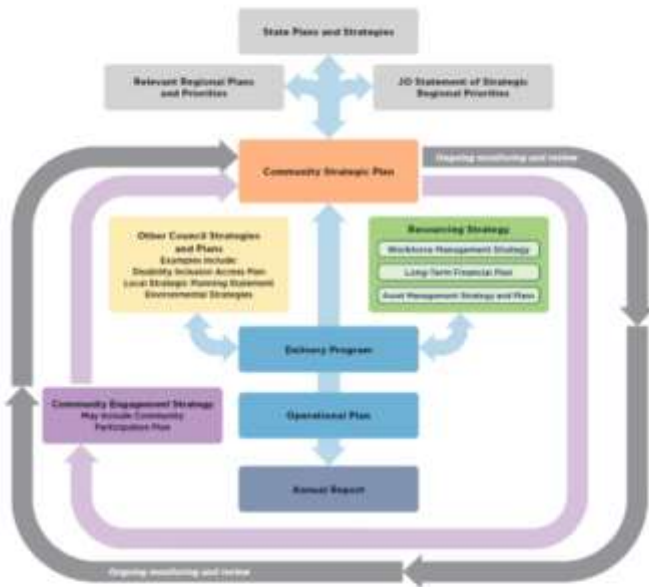 State Plans and Strategies
Relevant Regional Plans
and Priorities
JO Statement of Strategic
Regional Priorities
Community Strategic Plan
Ongoing monitoring and review
Other Council Strategies
and Plans
Examples include:
Disability Inclusion Access Plan
Local Strategic Planning Statement
Environmental Strategies
Resourcing Strategy
Workforce Management Strategy
Long-Term Financial Plan
Asset Management Strategy and Plans
Delivery Program
Community Engagement Strategy
May include Community
Participation Plan
Operational Plan
Annual Report
Ongoing monitoring and review